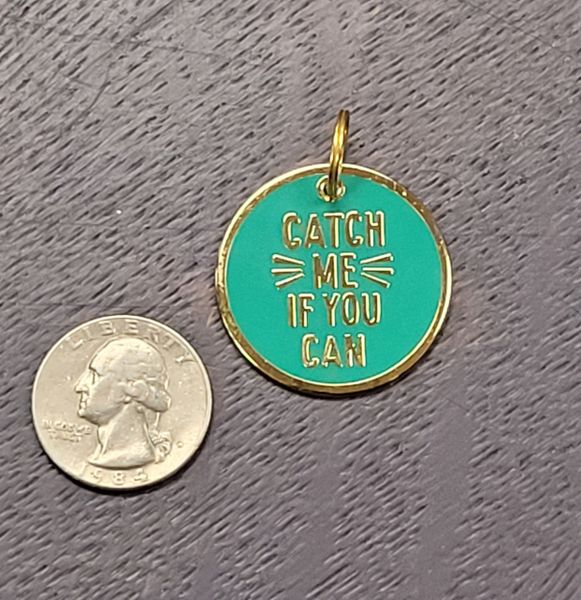 CATCH
ME
IF YOU
CAN
LIBERTY
IN GOD WE
TRUST
1984